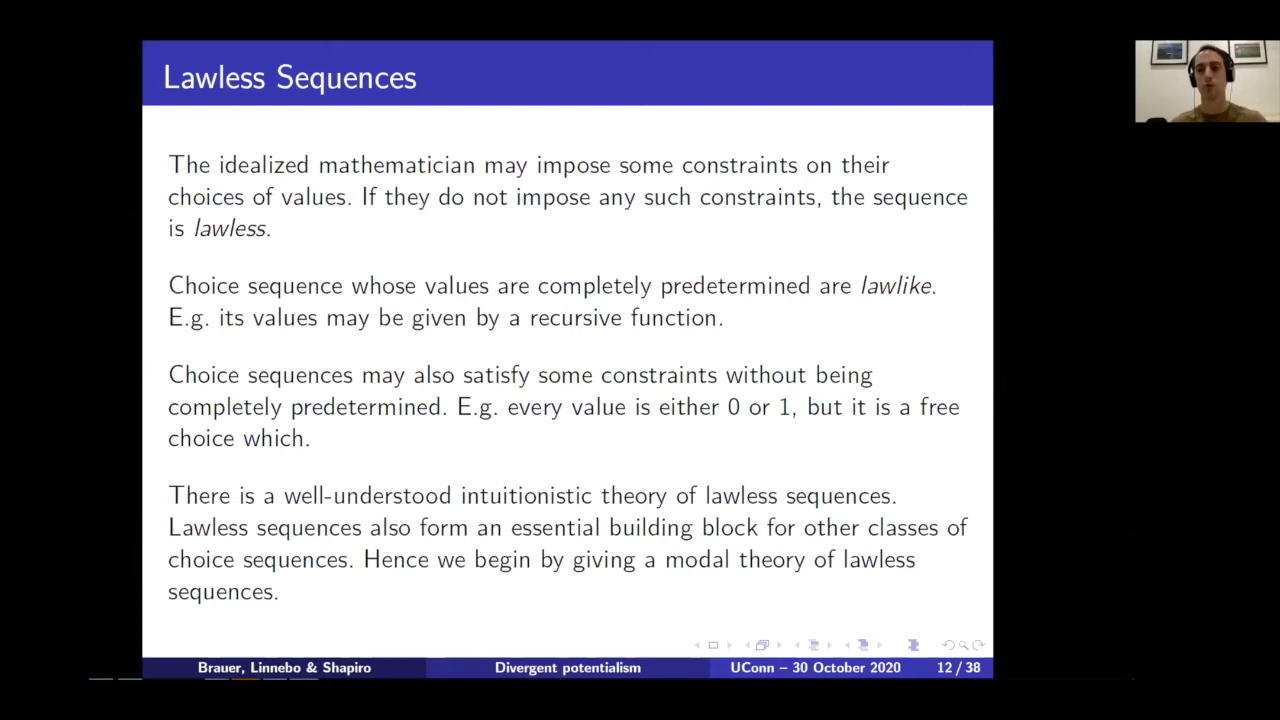 Lawless Sequences
The idealized mathematician may impose some constraints on their
choices of values. If they do not impose any such constraints, the sequence
is lawless.
Choice sequence whose values are completely predetermined are lawlike.
E.g. its values may be given by a recursive function.
Choice sequences may also satisfy some constraints without being
completely predetermined. E.g. every value is either 0 or 1, but it is a free
choice which.
There is a well-understood intuitionistic theory of lawless sequences.
Lawless sequences also form an essential building block for other classes of
choice sequences. Hence we begin by giving a modal theory of lawless
sequences.
Brauer, Linnebo & Shapiro Divergent potentialism UConn – 30 October 2020 12 / 38